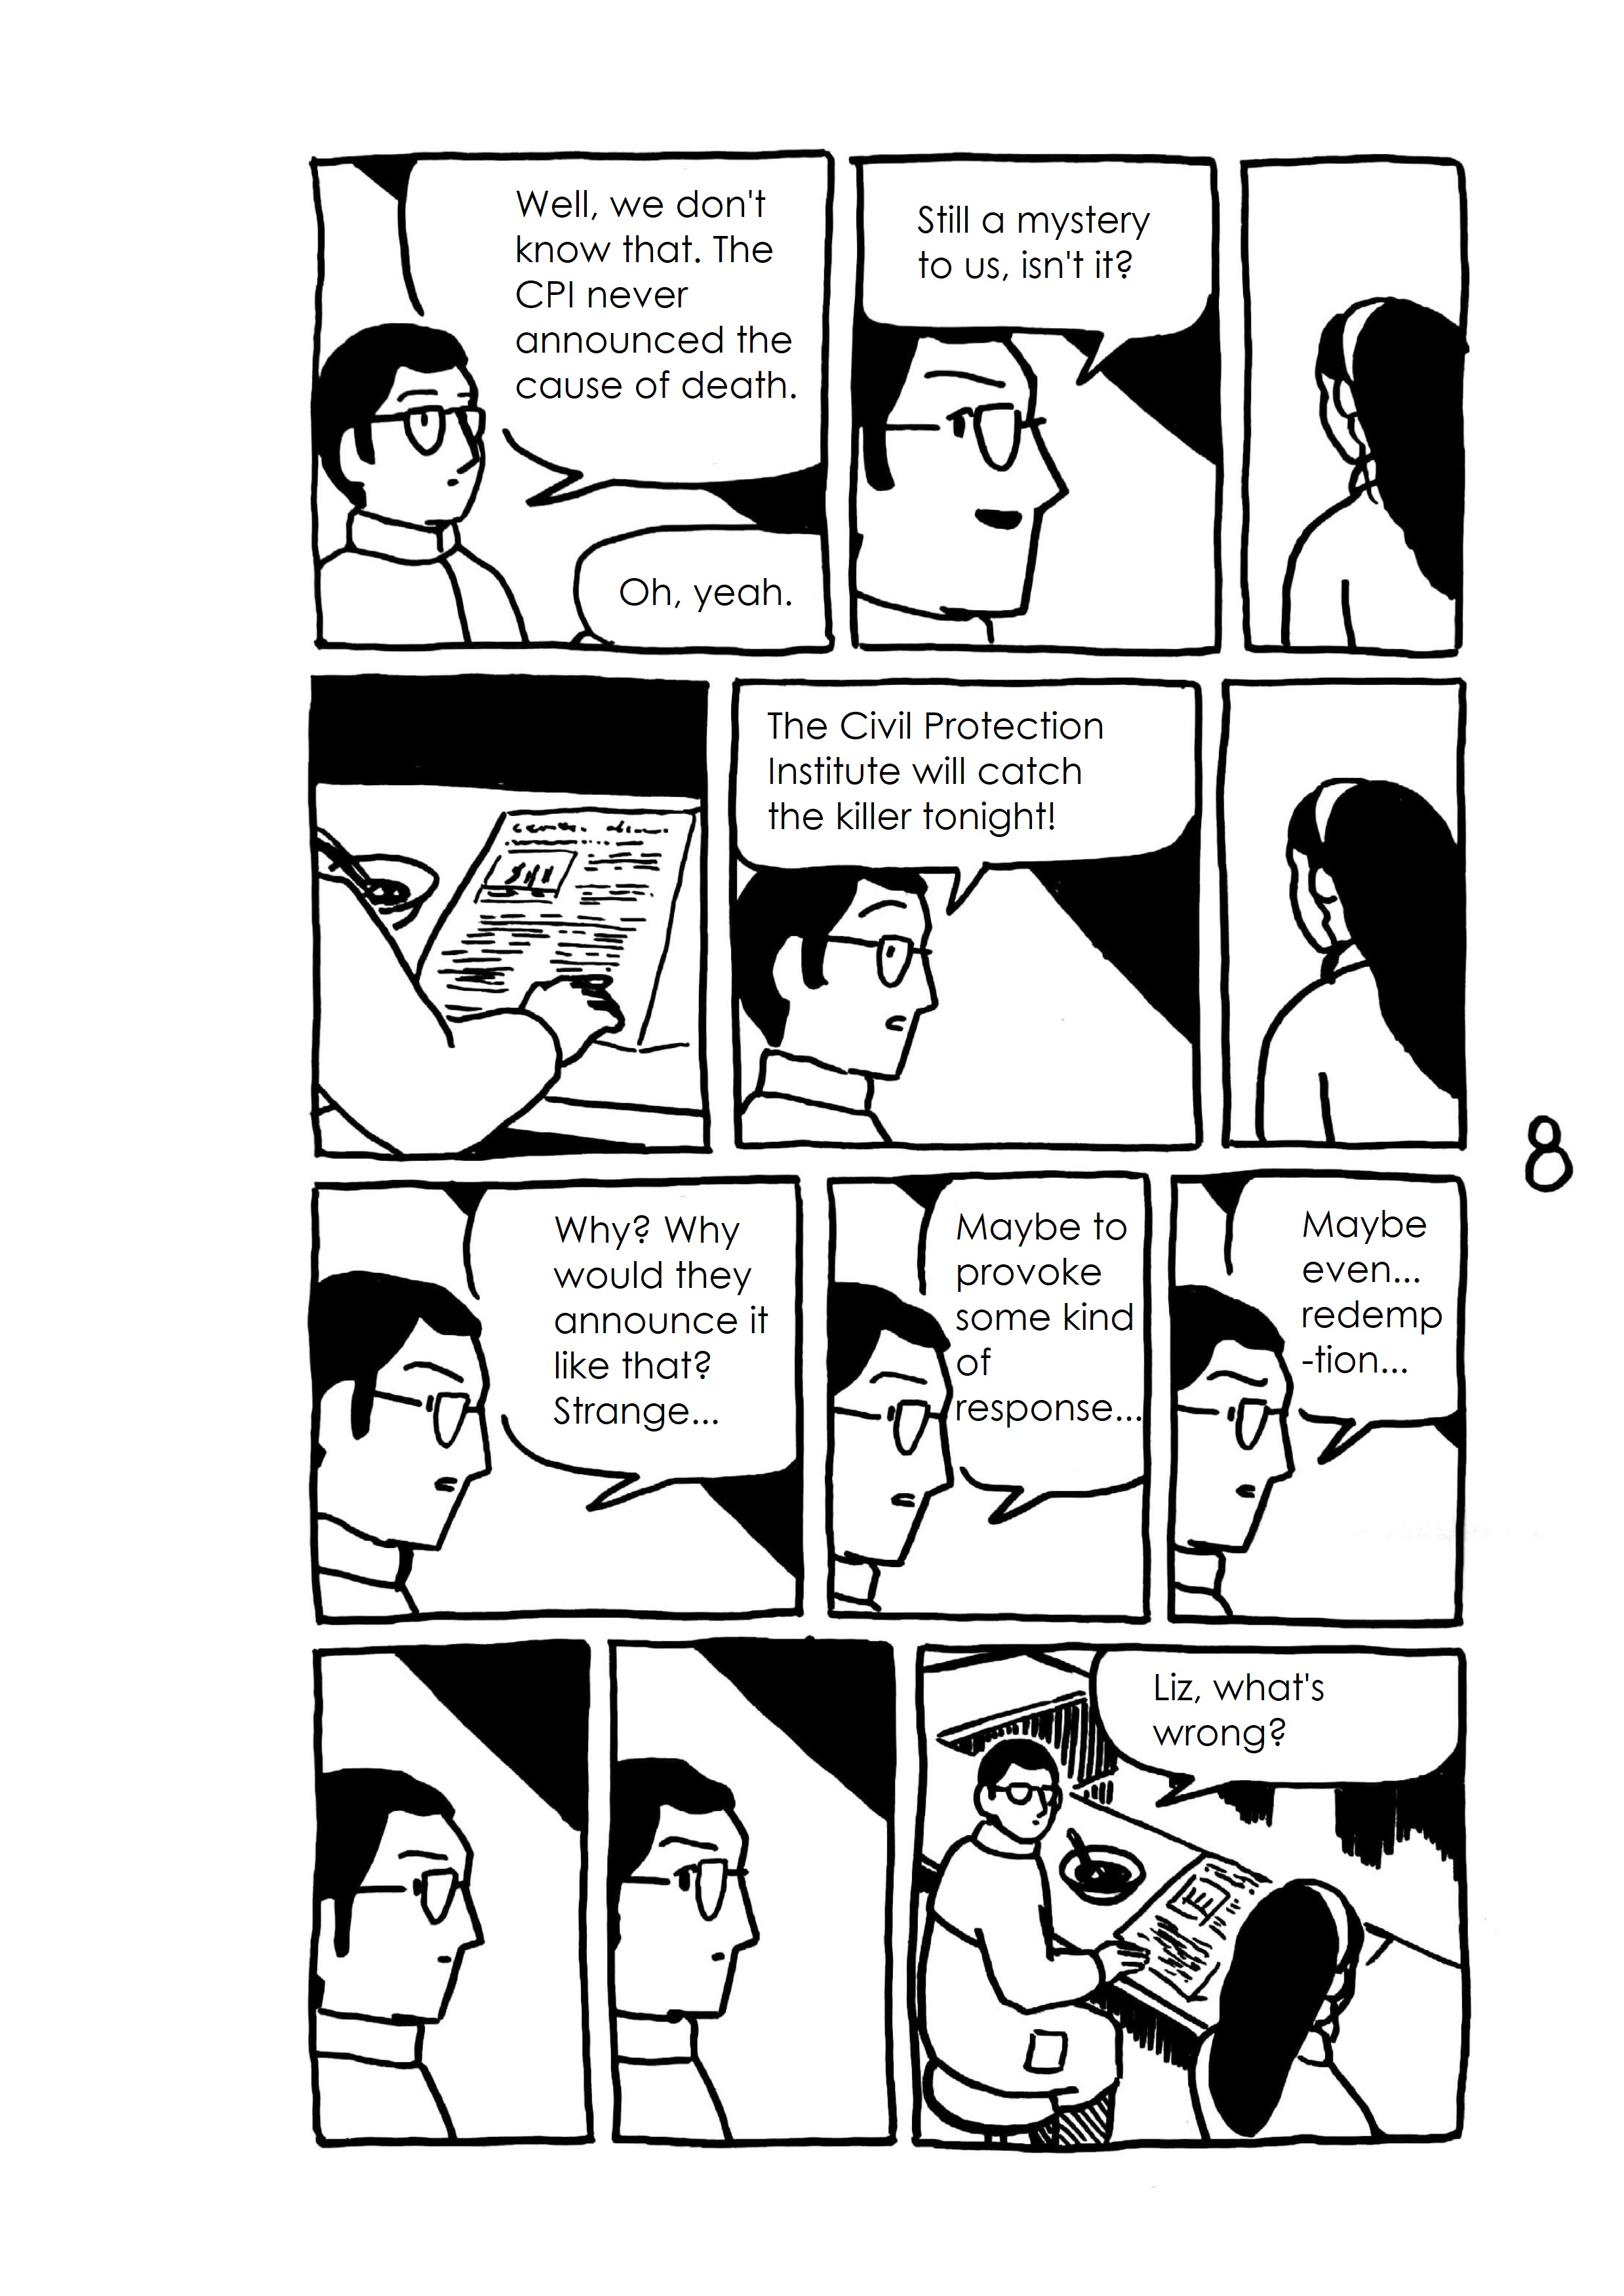 Well, we don't
know that. The
CPI never
announced the
cause of death.
Oh, yeah.
Still a mystery
to us, isn't it?
The Civil Protection
Institute will catch
the killer tonight!
Why? Why
would they
announce it
like that?
Strange...
Maybe to
provoke
some kind
of
response...
Maybe
even...
redemp
-tion...
Liz, what's
wrong?
8